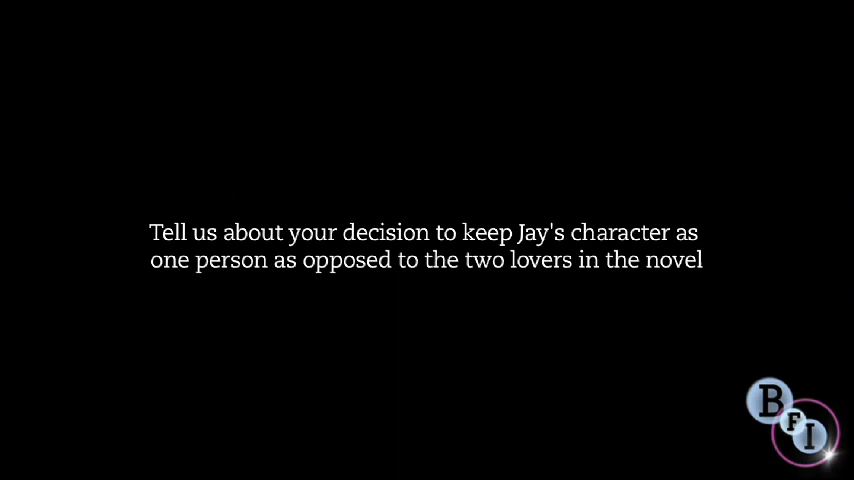 Tell us about your decision to keep Jay's character as
one person as opposed to the two lovers in the novel
BFI